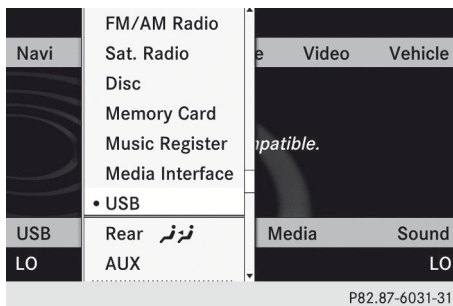 FM/AM Radio
Navi Sat. Radio e Video Vehicle
Disc
Memory Card
Music Register patible.
Media Interface
• USB
USB Rear Media Sound
LO AUX LO
P82.87-6031-31